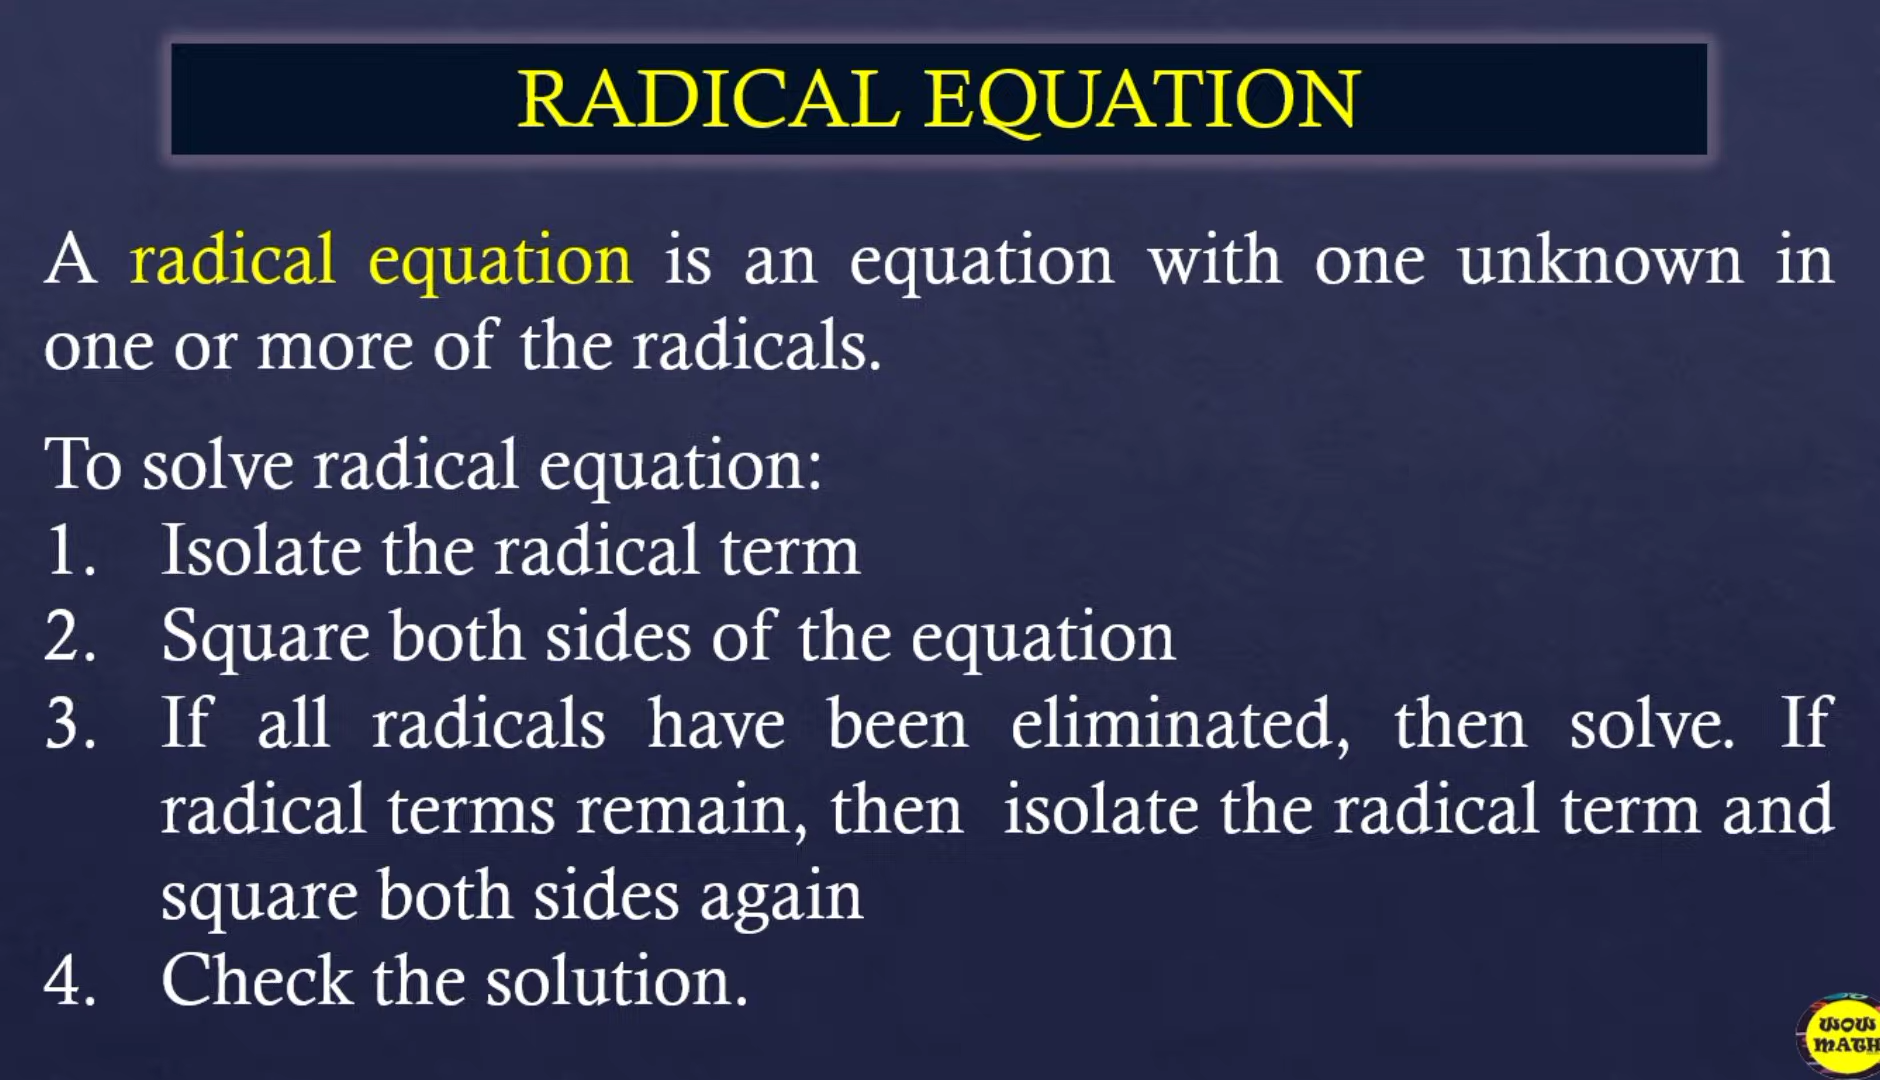 RADICAL EQUATION
A radical equation is an equation with one unknown in
one or more of the radicals.
To solve radical equation:
1. Isolate the radical term
2. Square both sides of the equation
3. If all radicals have been eliminated, then solve. If
radical terms remain, then isolate the radical term and
square both sides again
4. Check the solution.
WOW
MATH